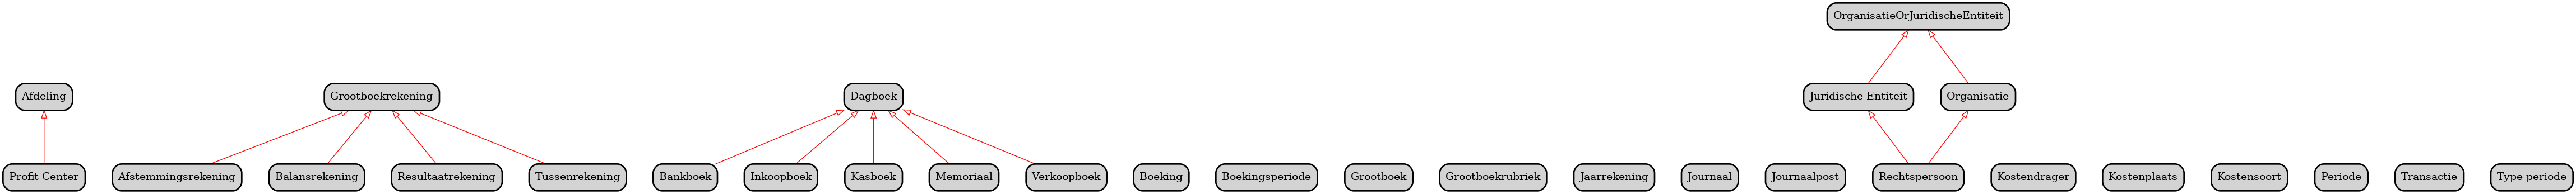 OrganisatieOrJuridischeEntiteit
Afdeling
Grootboekrekening
Dagboek
Juridische Entiteit
Organisatie
Profit Center
Afstemmingsrekening
Balansrekening
Resultaatrekening
Tussenrekening
Bankboek
Inkoopboek
Kasboek
Memoriaal
Verkoopboek
Boeking
Boekingsperiode
Grootboek
Grootboekrubriek
Jaarrekening
Journaal
Journaalpost
Rechtspersoon
Kostendrager
Kostenplaats
Kostensoort
Periode
Transactie
Type periode